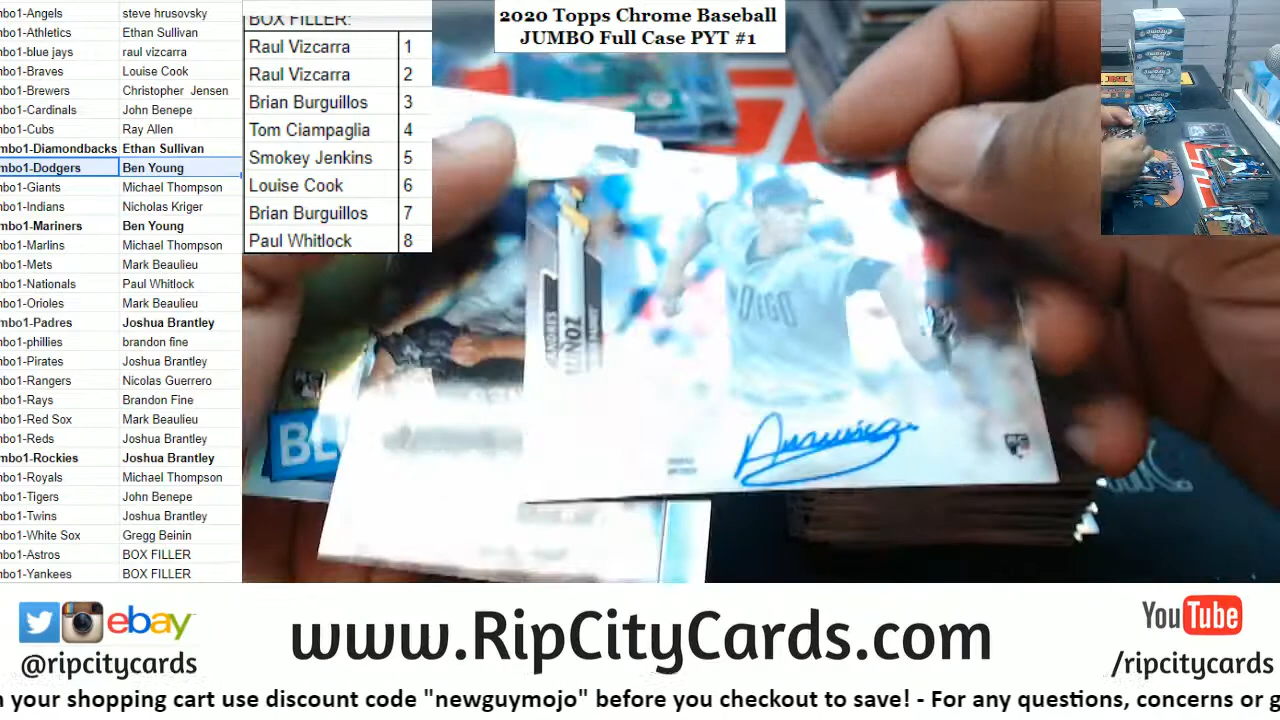 mbo1-Angels steve hrusovsky
mbo1-Athletics Ethan Sullivan
mbo1-blue jays raul vizcarra
mbo1-Braves Louise Cook
mbo1-Brewers Christopher Jensen
mbo1-Cardinals John Benepe
mbo1-Cubs Ray Allen
mbo1-Diamondbacks Ethan Sullivan
mbo1-Dodgers Ben Young
mbo1-Giants Michael Thompson
mbo1-Indians Nicholas Kriger
mbo1-Mariners Ben Young
mbo1-Marlins Michael Thompson
mbo1-Mets Mark Beaulieu
mbo1-Nationals Paul Whitlock
mbo1-Orioles Mark Beaulieu
mbo1-Padres Joshua Brantley
mbo1-phillies brandon fine
mbo1-Pirates Joshua Brantley
mbo1-Rangers Nicolas Guerrero
mbo1-Rays Brandon Fine
mbo1-Red Sox Mark Beaulieu
mbo1-Reds Joshua Brantley
mbo1-Rockies Joshua Brantley
mbo1-Royals Michael Thompson
mbo1-Tigers John Benepe
mbo1-Twins Joshua Brantley
mbo1-White Sox Gregg Beinin
mbo1-Astros BOX FILLER
mbo1-Yankees BOX FILLER
BOX FILLER:
Raul Vizcarra 1
Raul Vizcarra 2
Brian Burguillos 3
Tom Ciampaglia 4
Smokey Jenkins 5
Louise Cook 6
Brian Burguillos 7
Paul Whitlock 8
2020 Topps Chrome Baseball
JUMBO Full Case PYT #1
DIEGO
RC
BL
ebay
@ripcitycards
www.RipCityCards.com
YouTube
/ripcitycards
n your shopping cart use discount code "newguymojo" before you checkout to save! - For any questions, concerns or g